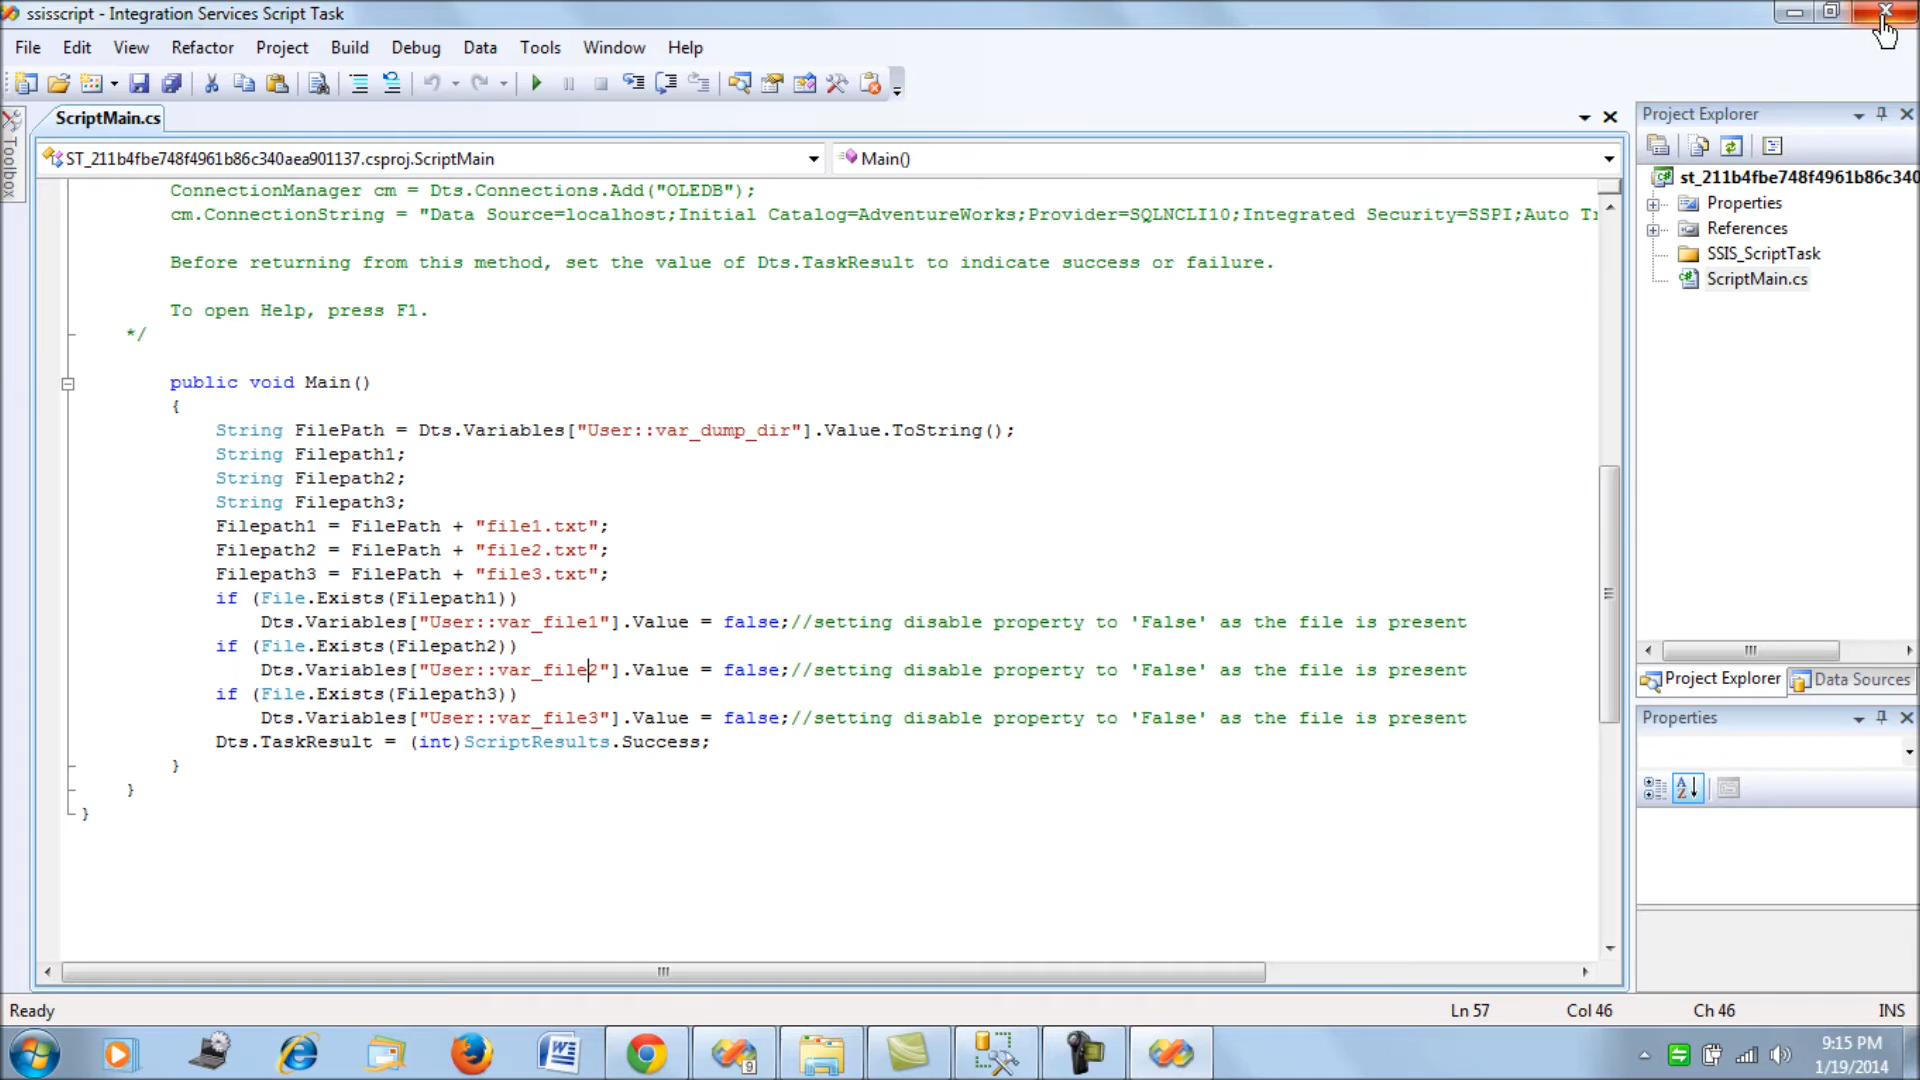 ssisscript - Integration Services Script Task
File Edit View Refactor Project Build Debug Data Tools Window Help
ScriptMain.cs
Toolbox
ST_211b4fbe748f4961b86c340aea901137.csproj.ScriptMain
Main()
ConnectionManager cm = Dts.Connections.Add("OLEDB");
cm.ConnectionString = "Data Source=localhost;Initial Catalog=AdventureWorks;Provider=SQLNCLI10;Integrated Security=SSPI;Auto Tr
Before returning from this method, set the value of Dts.TaskResult to indicate success or failure.
To open Help, press F1.
*/
public void Main()
{
String FilePath = Dts.Variables["User::var_dump_dir"].Value.ToString();
String Filepath1;
String Filepath2;
String Filepath3;
Filepath1 = FilePath + "file1.txt";
Filepath2 = FilePath + "file2.txt";
Filepath3 = FilePath + "file3.txt";
if (File.Exists(Filepath1))
Dts.Variables["User::var_file1"].Value = false;//setting disable property to 'False' as the file is present
if (File.Exists(Filepath2))
Dts.Variables["User::var_file2"].Value = false;//setting disable property to 'False' as the file is present
if (File.Exists(Filepath3))
Dts.Variables["User::var_file3"].Value = false;//setting disable property to 'False' as the file is present
Dts.TaskResult = (int)ScriptResults.Success;
}
}
}
Project Explorer
st_211b4fbe748f4961b86c340
Properties
References
SSIS_ScriptTask
ScriptMain.cs
Project Explorer Data Sources
Properties
Ready Ln 57 Col 46 Ch 46 INS
9
9:15 PM
1/19/2014